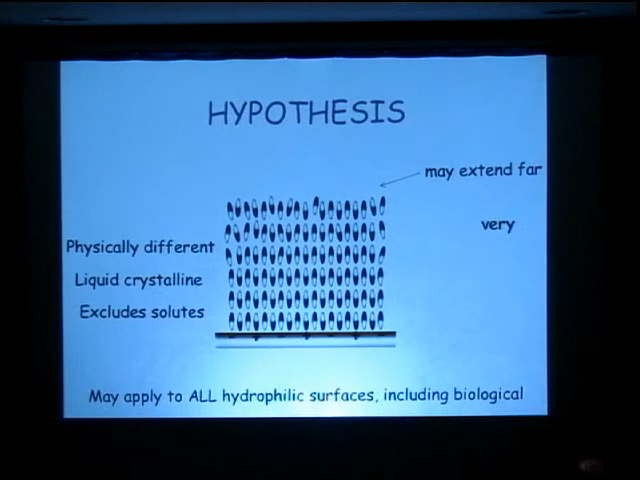 HYPOTHESIS
may extend far
very
Physically different
Liquid crystalline
Excludes solutes
May apply to ALL hydrophilic surfaces, including biological